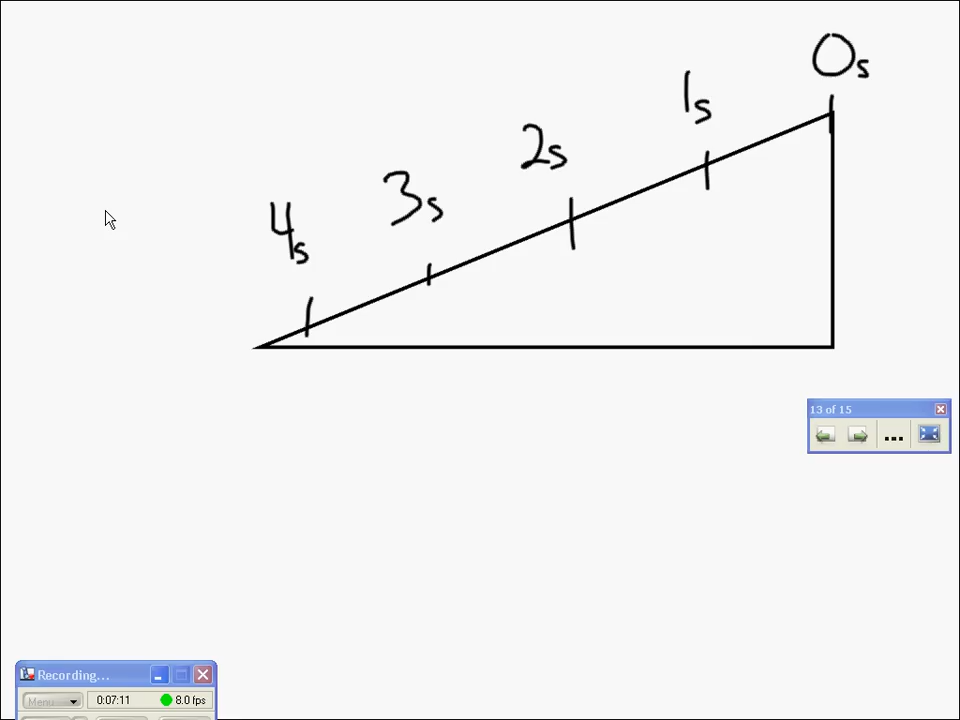 0s
1s
2s
3s
4s
13 of 15
...
Recording...
Menu
0:07:11
8.0 fps